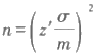 n = ( z′ σ / m ) ²